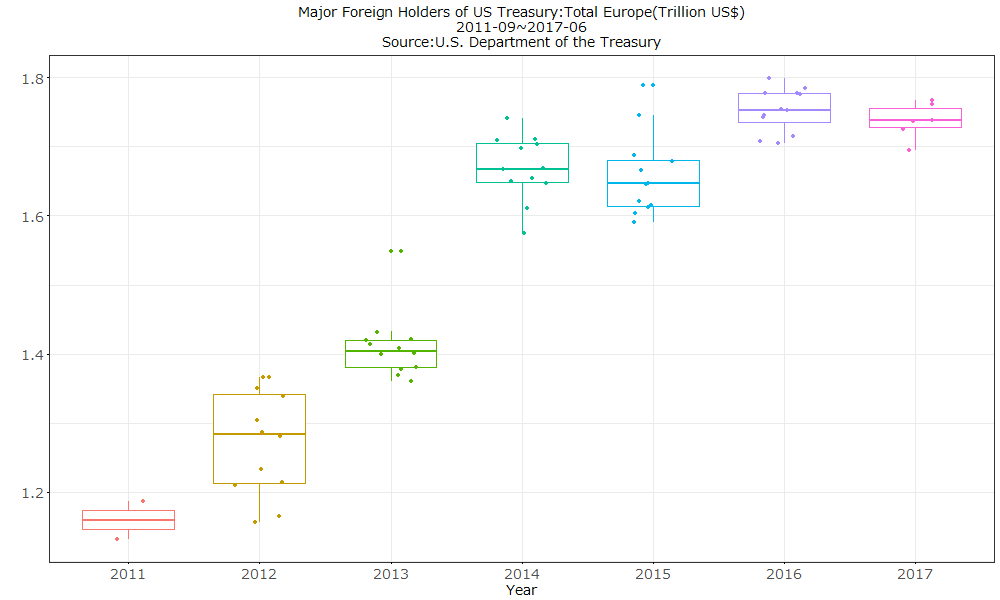 Major Foreign Holders of US Treasury:Total Europe(Trillion US$)
2011-09~2017-06
Source:U.S. Department of the Treasury
1.8
1.6
1.4
1.2
2011 2012 2013 2014 2015 2016 2017
Year